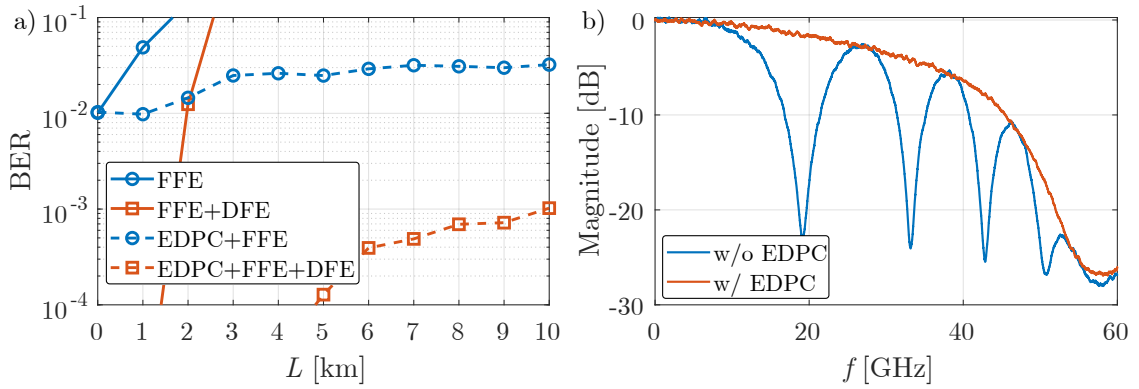 a)
BER
10^-1
10^-2
10^-3
10^-4
FFE
FFE+DFE
EDPC+FFE
EDPC+FFE+DFE
0 1 2 3 4 5 6 7 8 9 10
L [km]
b)
Magnitude [dB]
0
-10
-20
-30
w/o EDPC
w/ EDPC
0 20 40 60
f [GHz]